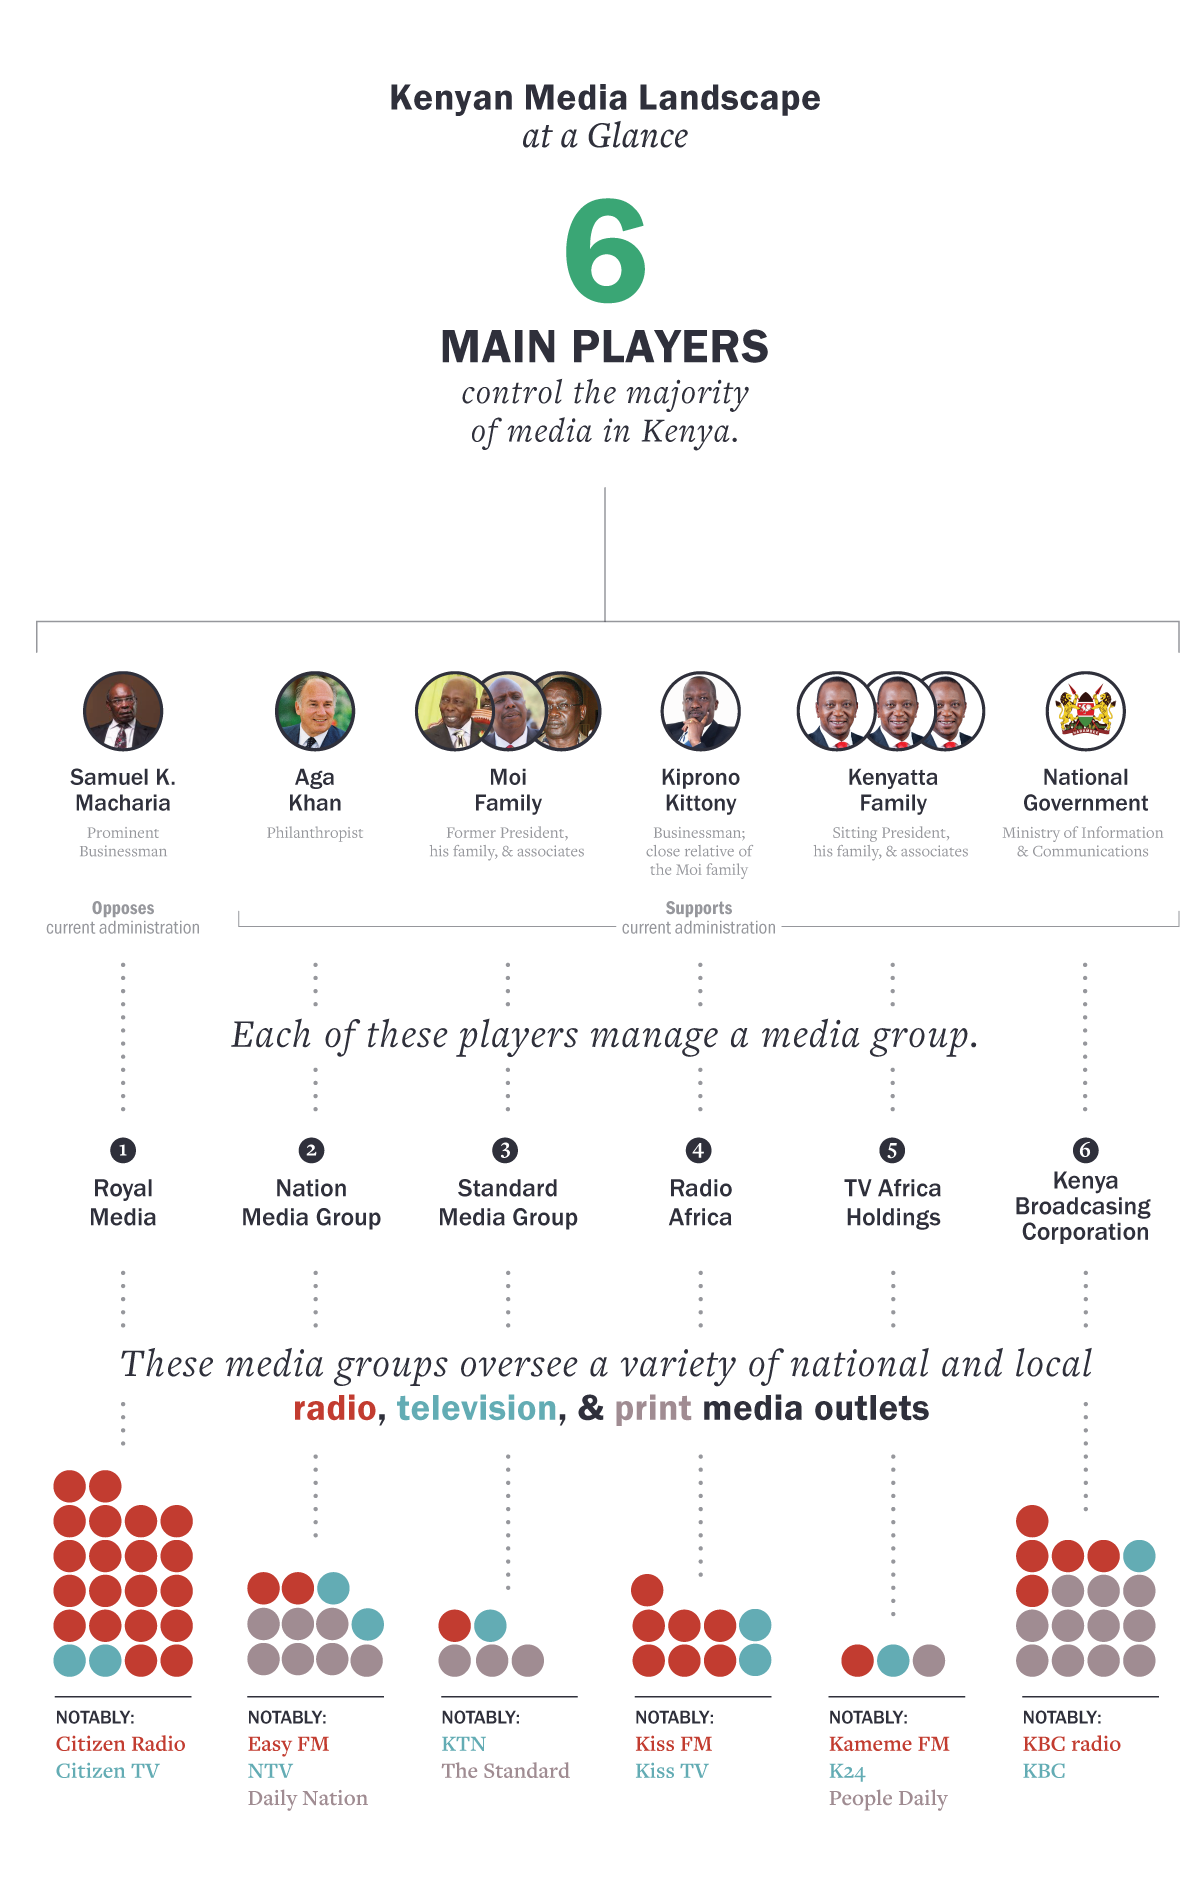 Kenyan Media Landscape
at a Glance
6
MAIN PLAYERS
control the majority
of media in Kenya.
Samuel K.
Macharia
Prominent
Businessman
Aga
Khan
Philanthropist
Moi
Family
Former President,
his family, & associates
Kiprono
Kittony
Businessman;
close relative of
the Moi family
Kenyatta
Family
Sitting President,
his family, & associates
National
Government
Ministry of Information
& Communications
Opposes
current administration
Supports
current administration
Each of these players manage a media group.
1
Royal
Media
2
Nation
Media Group
3
Standard
Media Group
4
Radio
Africa
5
TV Africa
Holdings
6
Kenya
Broadcasing
Corporation
These media groups oversee a variety of national and local
radio, television, & print media outlets
NOTABLY:
Citizen Radio
Citizen TV
NOTABLY:
Easy FM
NTV
Daily Nation
NOTABLY:
KTN
The Standard
NOTABLY:
Kiss FM
Kiss TV
NOTABLY:
Kameme FM
K24
People Daily
NOTABLY:
KBC radio
KBC